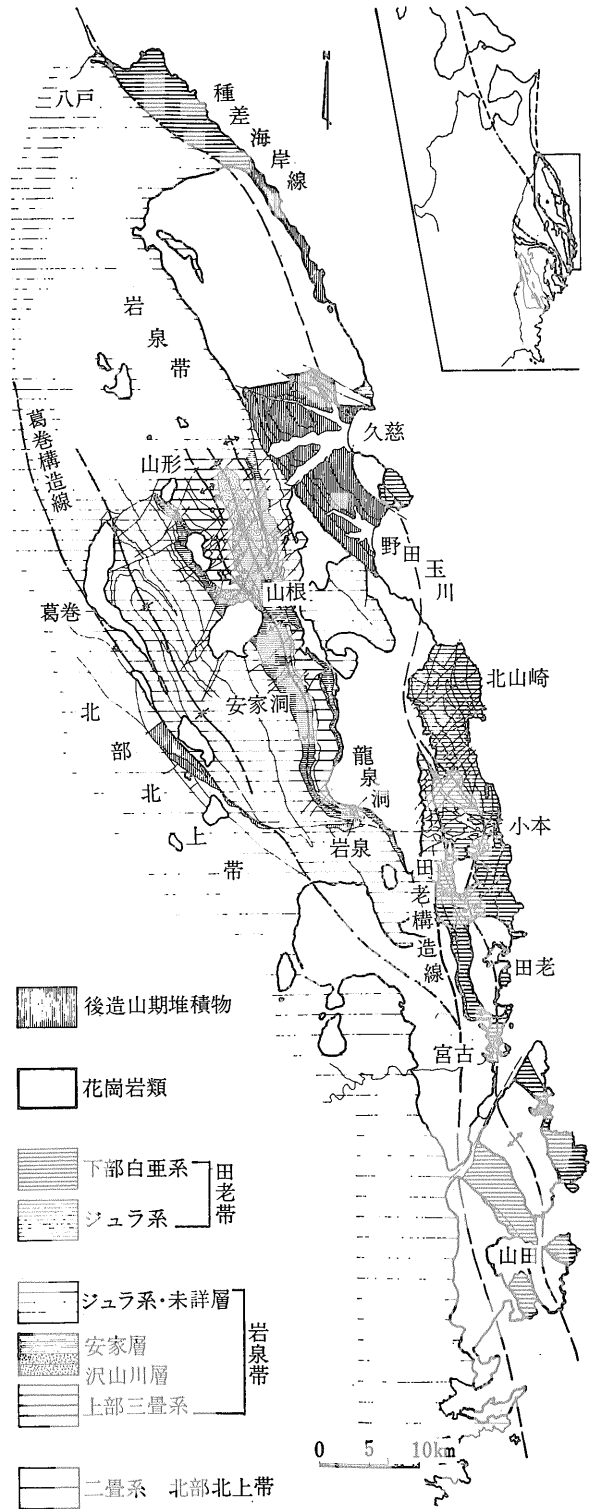 N
八戸
種差海岸線
岩泉帯
葛巻構造線
久慈
山形
野田玉川
山根
葛巻
北山崎
安家洞
北部北上帯
龍泉洞
小本
岩泉
田老構造線
田老
宮古
山田
後造山期堆積物
花崗岩類
下部白亜系
ジュラ系
田老帯
ジュラ系・未詳層
安家層
沢山川層
上部三畳系
岩泉帯
二畳系 北部北上帯
0 5 10km